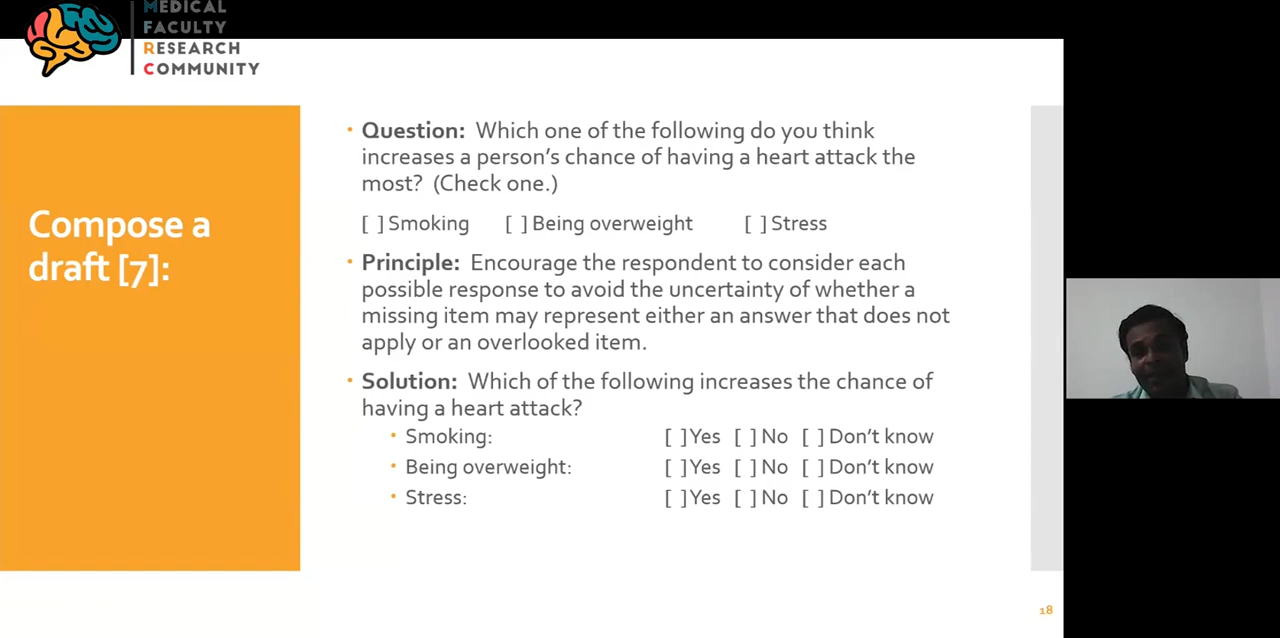 MEDICAL
FACULTY
RESEARCH
COMMUNITY
Compose a
draft [7]:
• Question: Which one of the following do you think
increases a person's chance of having a heart attack the
most? (Check one.)
[ ] Smoking [ ] Being overweight [ ] Stress
• Principle: Encourage the respondent to consider each
possible response to avoid the uncertainty of whether a
missing item may represent either an answer that does not
apply or an overlooked item.
• Solution: Which of the following increases the chance of
having a heart attack?
• Smoking: [ ] Yes [ ] No [ ] Don't know
• Being overweight: [ ] Yes [ ] No [ ] Don't know
• Stress: [ ] Yes [ ] No [ ] Don't know
18